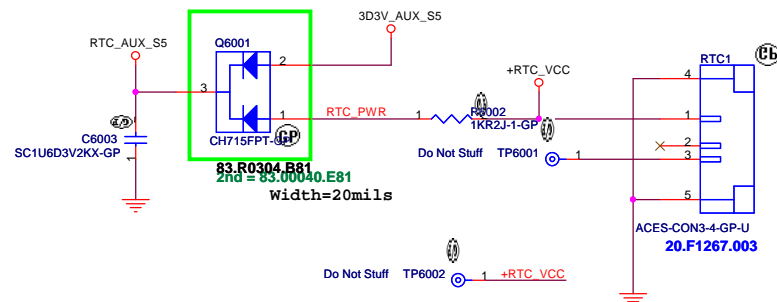 3D3V_AUX_S5
RTC_AUX_S5
Q6001
2
3
1
RTC_PWR
CH715FPT-GP
GP
83.R0304.B81
2nd = 83.00040.E81
Width=20mils
C6003
SC1U6D3V2KX-GP
1
+RTC_VCC
1
R6002
1KR2J-1-GP
Do Not Stuff
TP6001
1
RTC1
4
1
2
3
5
ACES-CON3-4-GP-U
20.F1267.003
Do Not Stuff
TP6002
1
+RTC_VCC